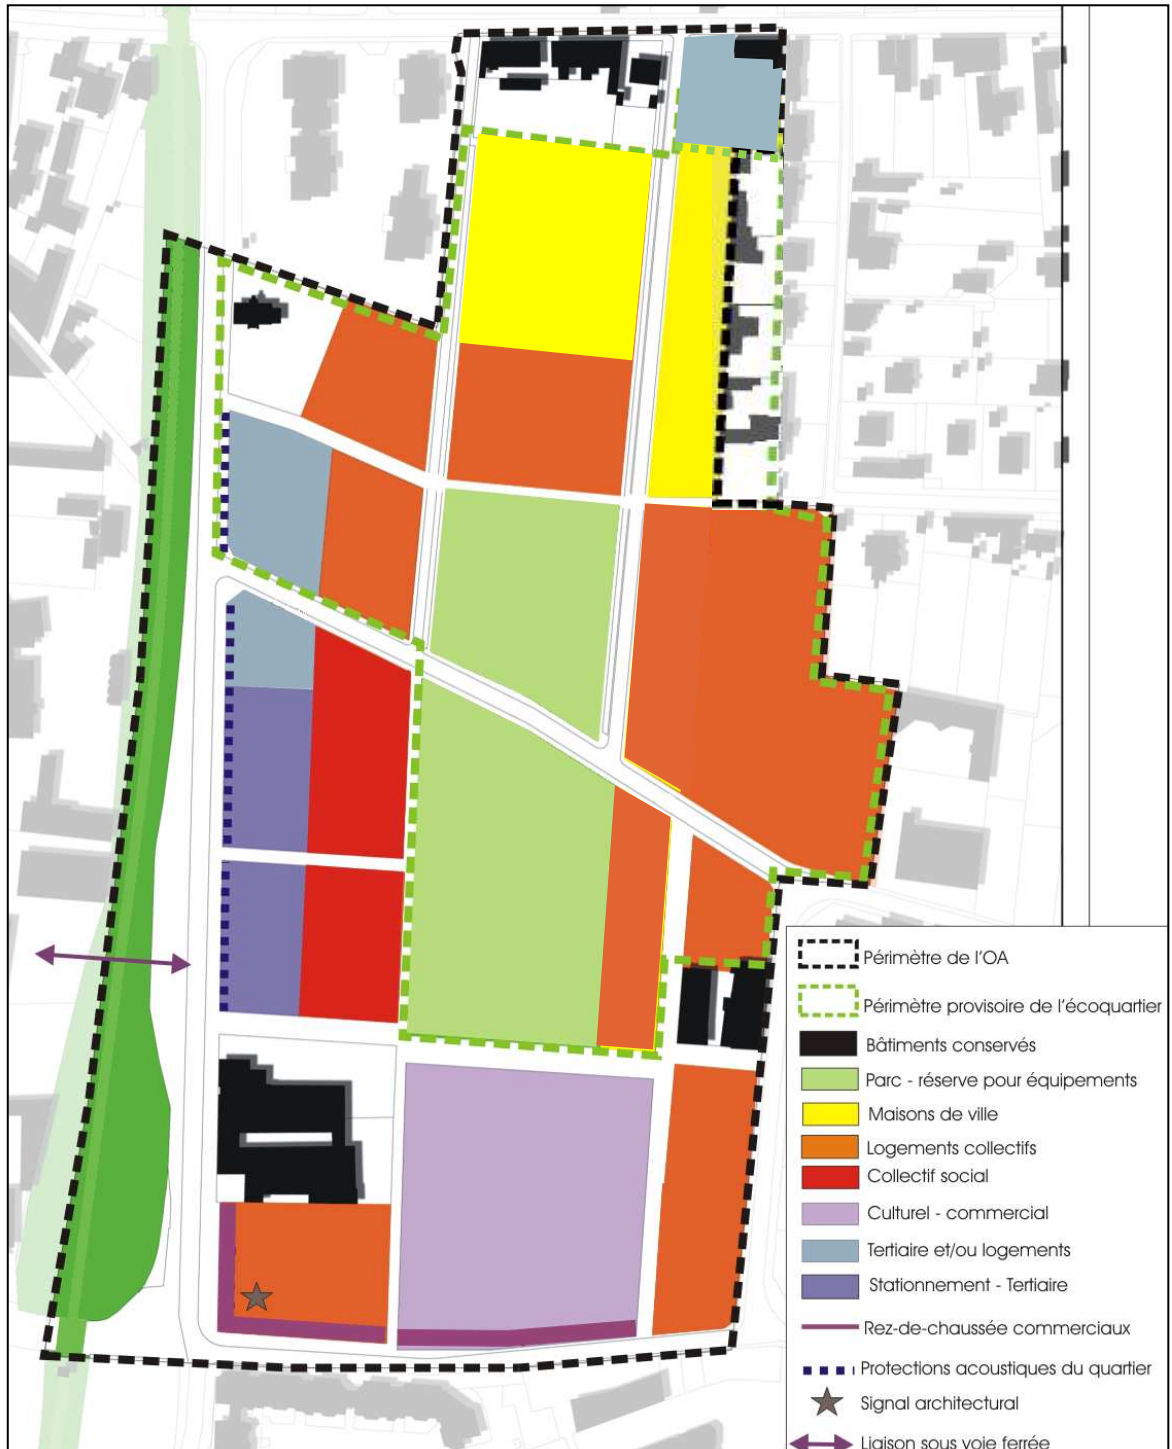 Périmètre de l'OA
Périmètre provisoire de l'écoquartier
Bâtiments conservés
Parc - réserve pour équipements
Maisons de ville
Logements collectifs
Collectif social
Culturel - commercial
Tertiaire et/ou logements
Stationnement - Tertiaire
Rez-de-chaussée commerciaux
Protections acoustiques du quartier
Signal architectural
Liaison sous voie ferrée